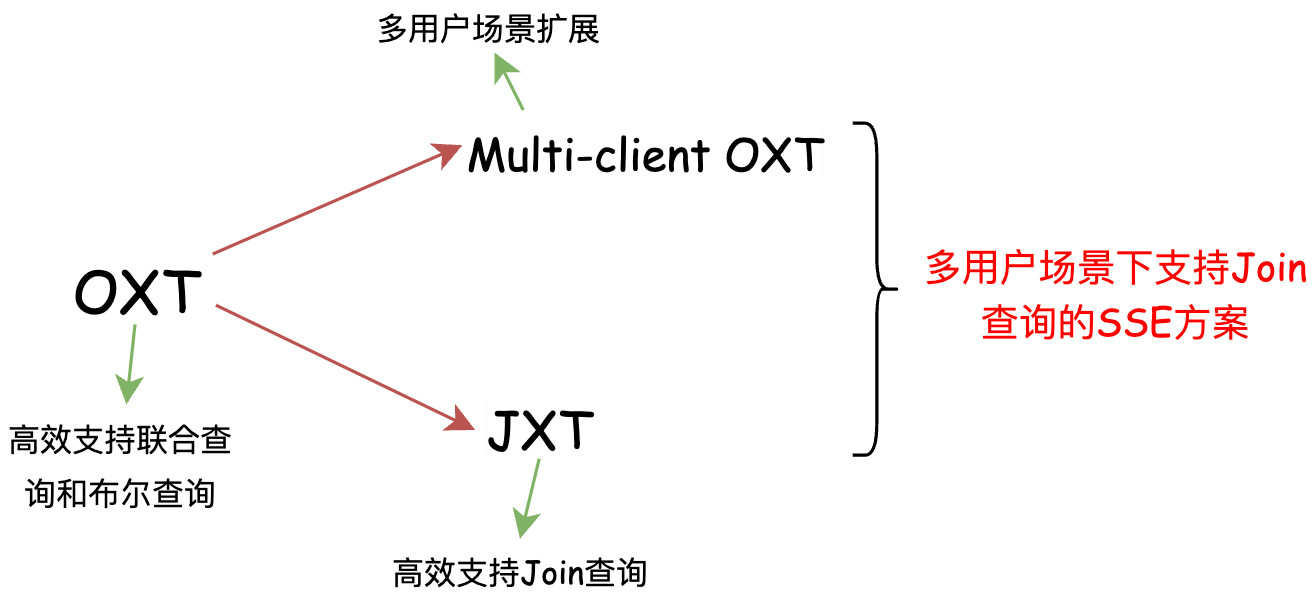 多用户场景扩展
Multi-client OXT
OXT
高效支持联合查
询和布尔查询
JXT
高效支持Join查询
多用户场景下支持Join
查询的SSE方案